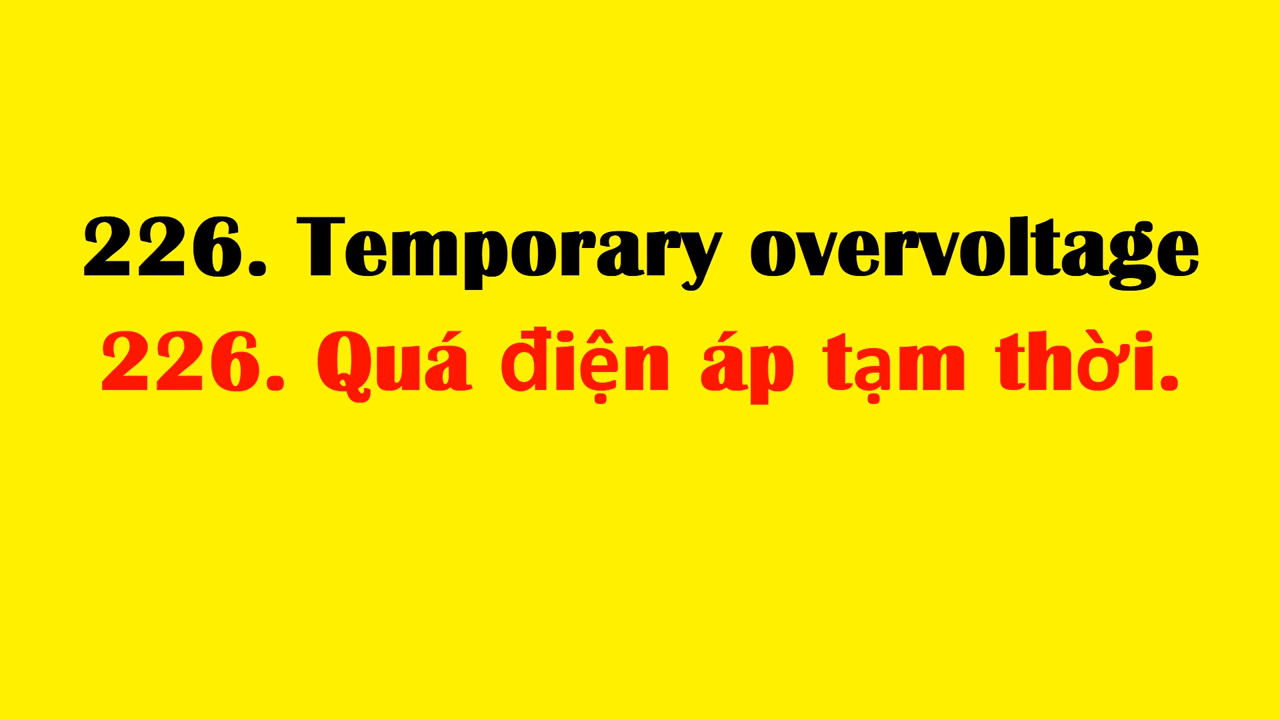 226. Temporary overvoltage
226. Quá điện áp tạm thời.